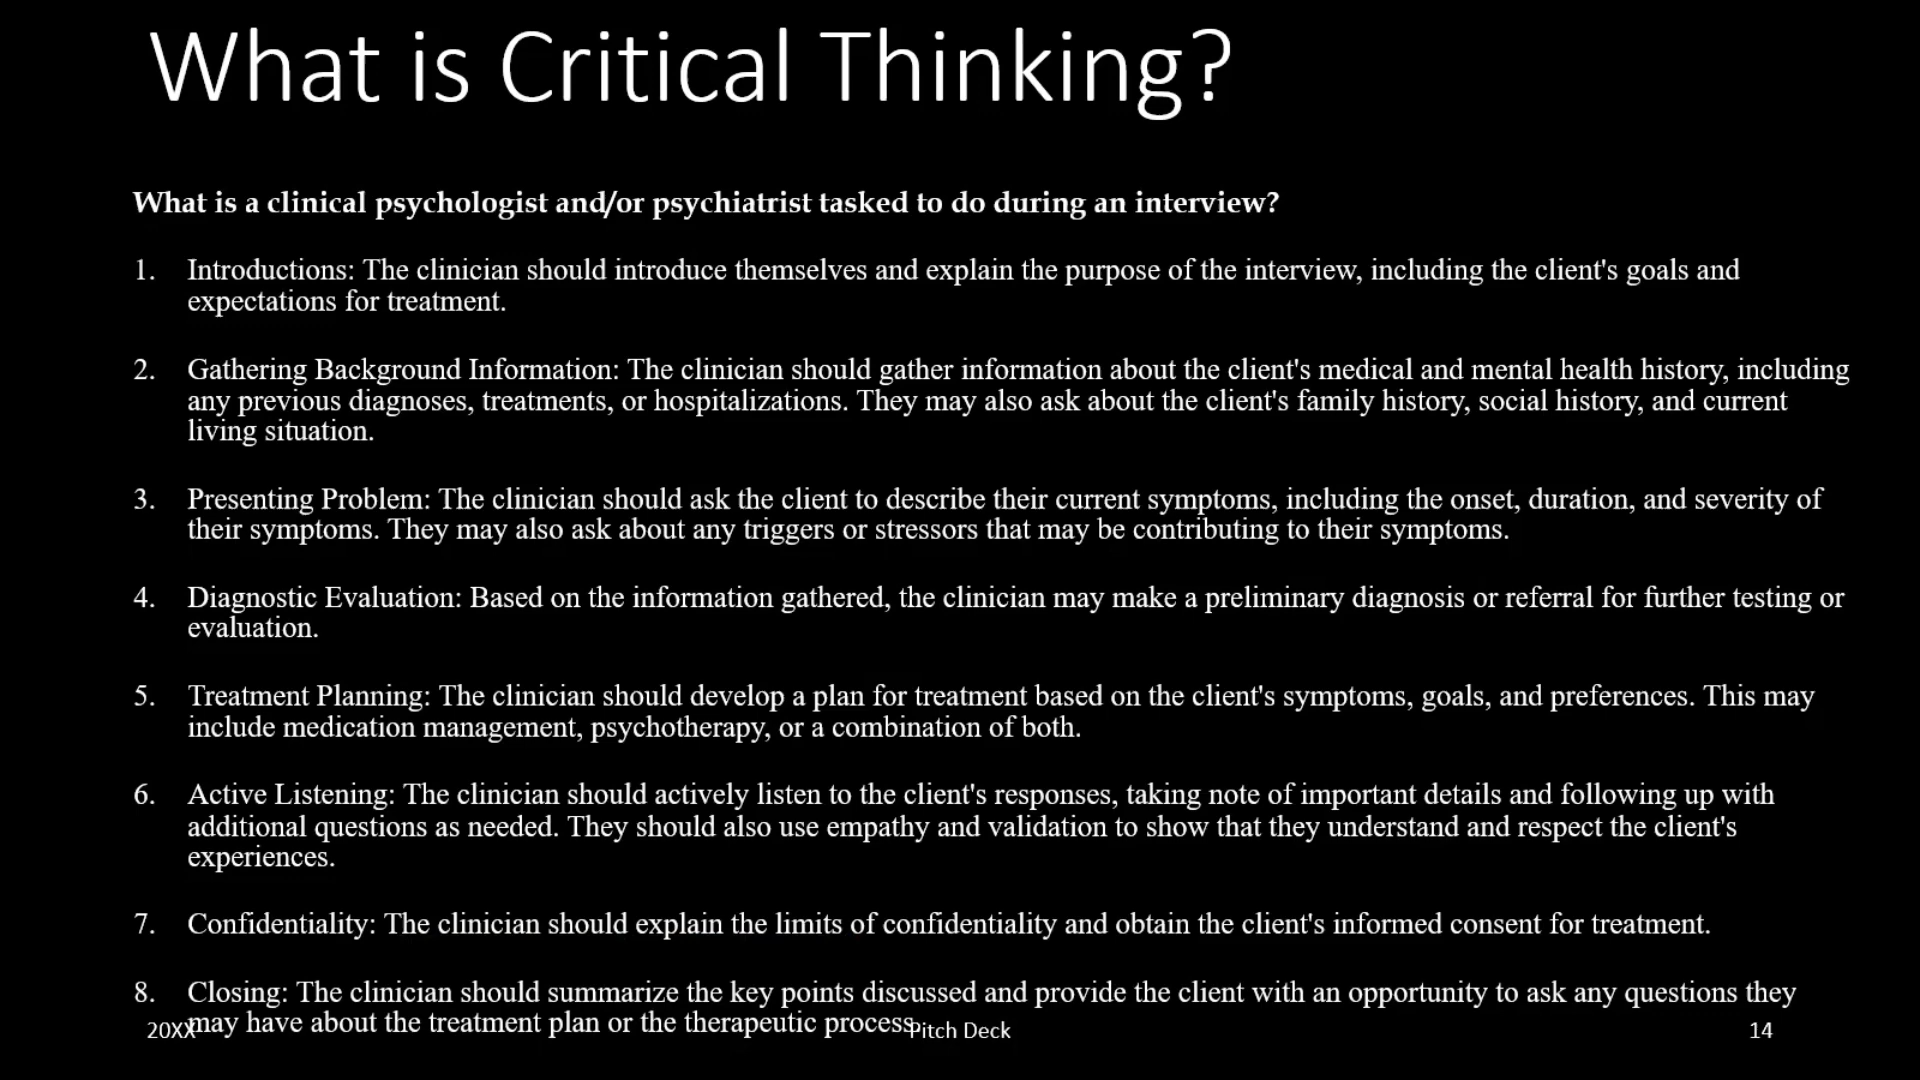 What is Critical Thinking?
What is a clinical psychologist and/or psychiatrist tasked to do during an interview?
1. Introductions: The clinician should introduce themselves and explain the purpose of the interview, including the client's goals and
expectations for treatment.
2. Gathering Background Information: The clinician should gather information about the client's medical and mental health history, including
any previous diagnoses, treatments, or hospitalizations. They may also ask about the client's family history, social history, and current
living situation.
3. Presenting Problem: The clinician should ask the client to describe their current symptoms, including the onset, duration, and severity of
their symptoms. They may also ask about any triggers or stressors that may be contributing to their symptoms.
4. Diagnostic Evaluation: Based on the information gathered, the clinician may make a preliminary diagnosis or referral for further testing or
evaluation.
5. Treatment Planning: The clinician should develop a plan for treatment based on the client's symptoms, goals, and preferences. This may
include medication management, psychotherapy, or a combination of both.
6. Active Listening: The clinician should actively listen to the client's responses, taking note of important details and following up with
additional questions as needed. They should also use empathy and validation to show that they understand and respect the client's
experiences.
7. Confidentiality: The clinician should explain the limits of confidentiality and obtain the client's informed consent for treatment.
8. Closing: The clinician should summarize the key points discussed and provide the client with an opportunity to ask any questions they
may have about the treatment plan or the therapeutic process.
20XX Pitch Deck 14